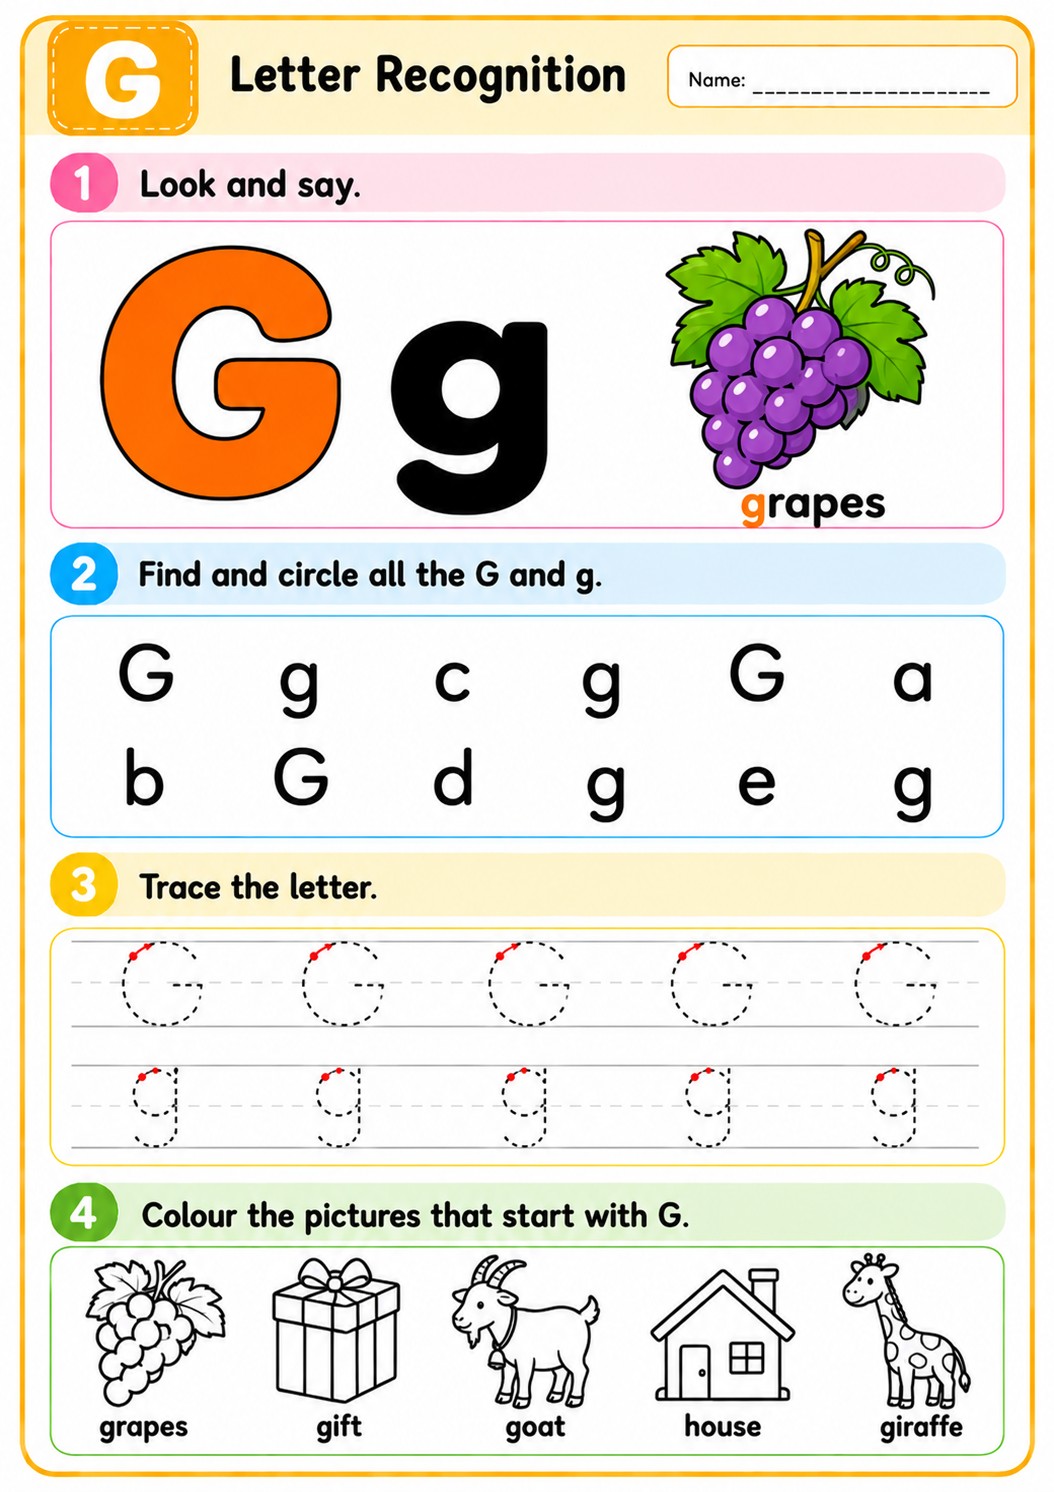 G
Letter Recognition
Name: ____________________
1
Look and say.
G g
grapes
2
Find and circle all the G and g.
G g c g G a
b G d g e g
3
Trace the letter.
G G G G G
g g g g g
4
Colour the pictures that start with G.
grapes gift goat house giraffe